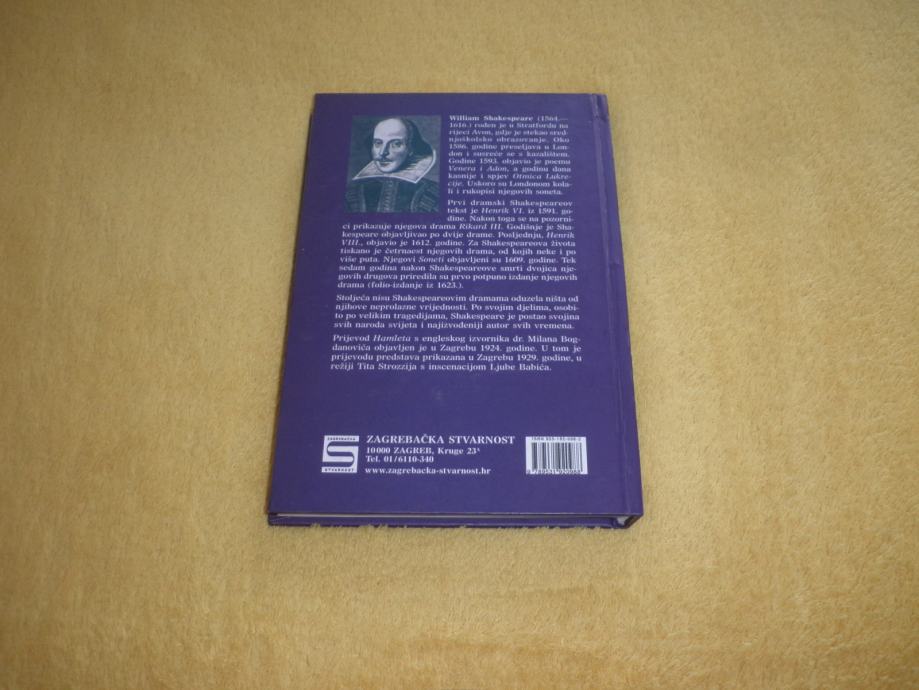 William Shakespeare (1564.—
1616.) rođen je u Stratfordu na
rijeci Avon, gdje je stekao sred-
njoškolsko obrazovanje. Oko
1586. godine preseljava u Lon-
don i susreće se s kazalištem.
Godine 1593. objavio je poemu
Venera i Adon, a godinu dana
kasnije i spjev Otmica Lukre-
cije. Uskoro su Londonom kola-
li i rukopisi njegovih soneta.
Prvi dramski Shakespeareov
tekst je Henrik VI. iz 1591. go-
dine. Nakon toga se na pozorni-
ci prikazuje njegova drama Rikard III. Godišnje je Sha-
kespeare objavljivao po dvije drame. Posljednju, Henrik
VIII., objavio je 1612. godine. Za Shakespeareova života
tiskano je četrnaest njegovih drama, od kojih neke i po
više puta. Njegovi Soneti objavljeni su 1609. godine. Tek
sedam godina nakon Shakespeareove smrti dvojica nje-
govih drugova priredila su prvo potpuno izdanje njegovih
drama (folio-izdanje iz 1623.).
Stoljeća nisu Shakespeareovim dramama oduzela ništa od
njihove neprolazne vrijednosti. Po svojim djelima, osobi-
to po velikim tragedijama, Shakespeare je postao svojina
svih naroda svijeta i najizvođeniji autor svih vremena.
Prijevod Hamleta s engleskog izvornika dr. Milana Bog-
danovića objavljen je u Zagrebu 1924. godine. U tom je
prijevodu predstava prikazana u Zagrebu 1929. godine, u
režiji Tita Strozzija s inscenacijom Ljube Babića.
ZAGREBAČKA
STVARNOST
ZAGREBAČKA STVARNOST
10000 ZAGREB, Kruge 23ᴬ
Tel. 01/6110-340
www.zagrebacka-stvarnost.hr
ISBN